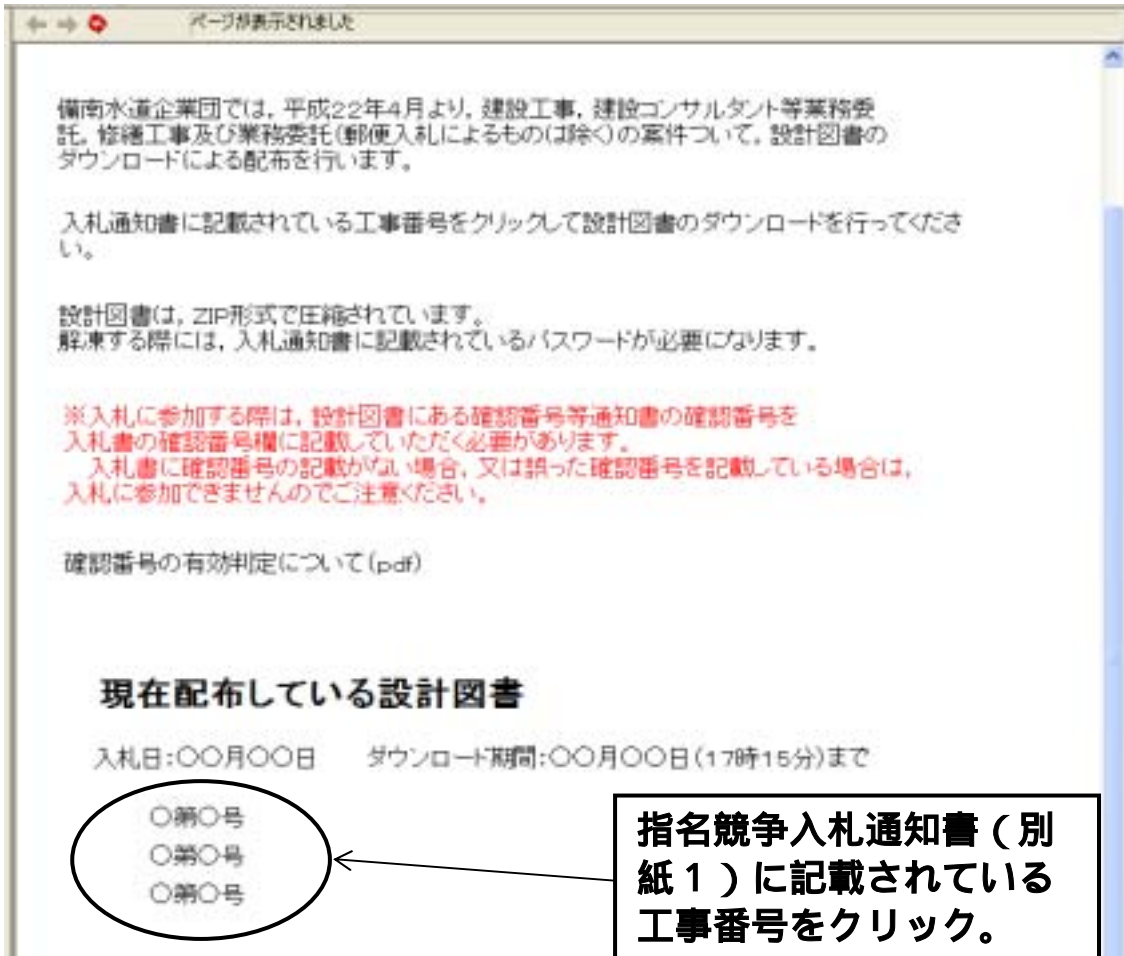 ページが表示されました
備南水道企業団では，平成22年4月より，建設工事，建設コンサルタント等業務委
託，修繕工事及び業務委託（郵便入札によるものは除く）の案件ついて，設計図書の
ダウンロードによる配布を行います。
入札通知書に記載されている工事番号をクリックして設計図書のダウンロードを行ってくださ
い。
設計図書は，ZIP形式で圧縮されています。
解凍する際には，入札通知書に記載されているパスワードが必要になります。
※入札に参加する際は，設計図書にある確認番号等通知書の確認番号を
入札書の確認番号欄に記載していただく必要があります。
入札書に確認番号の記載がない場合，又は誤った確認番号を記載している場合は，
入札に参加できませんのでご注意ください。
確認番号の有効判定について（pdf）
現在配布している設計図書
入札日：〇〇月〇〇日　　ダウンロード期間：〇〇月〇〇日（17時15分）まで
〇第〇号
〇第〇号
〇第〇号
指名競争入札通知書（別
紙１）に記載されている
工事番号をクリック。